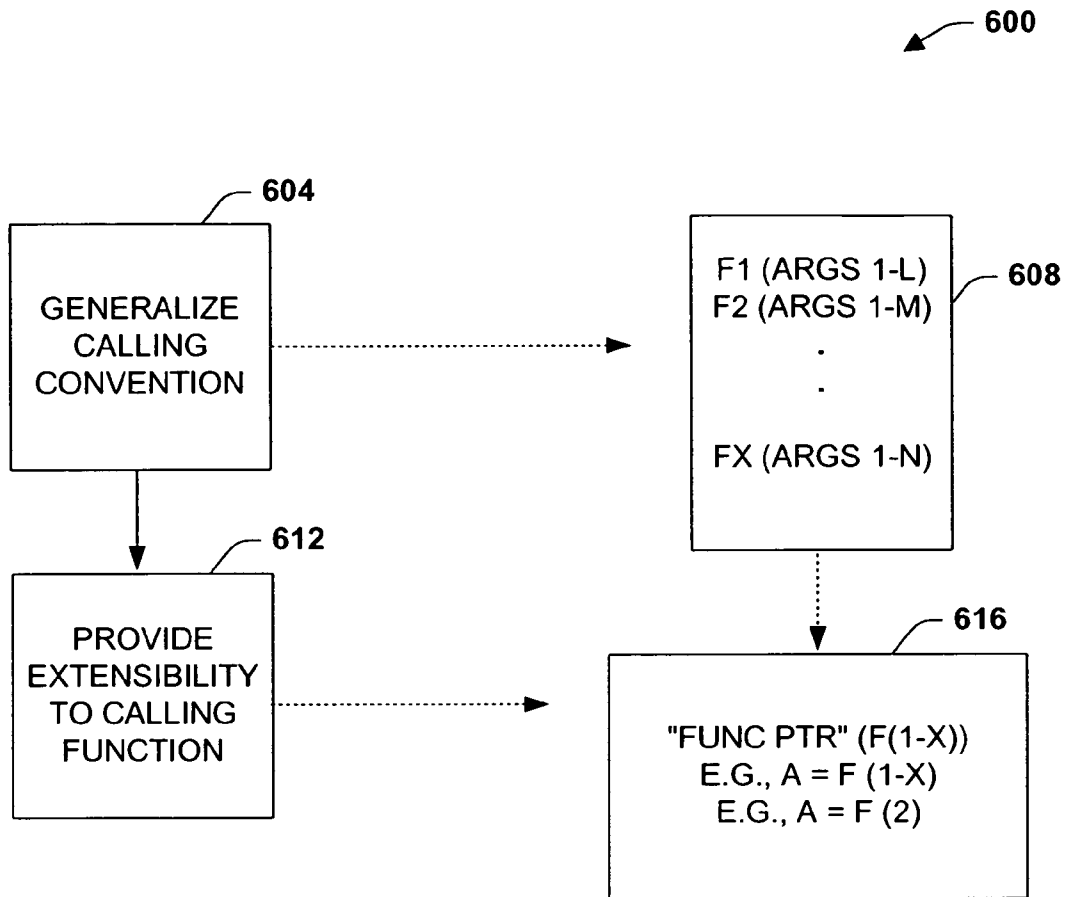 600
604
GENERALIZE
CALLING
CONVENTION
F1 (ARGS 1-L)
F2 (ARGS 1-M)
.
.
FX (ARGS 1-N)
608
612
PROVIDE
EXTENSIBILITY
TO CALLING
FUNCTION
616
"FUNC PTR" (F(1-X))
E.G., A = F (1-X)
E.G., A = F (2)